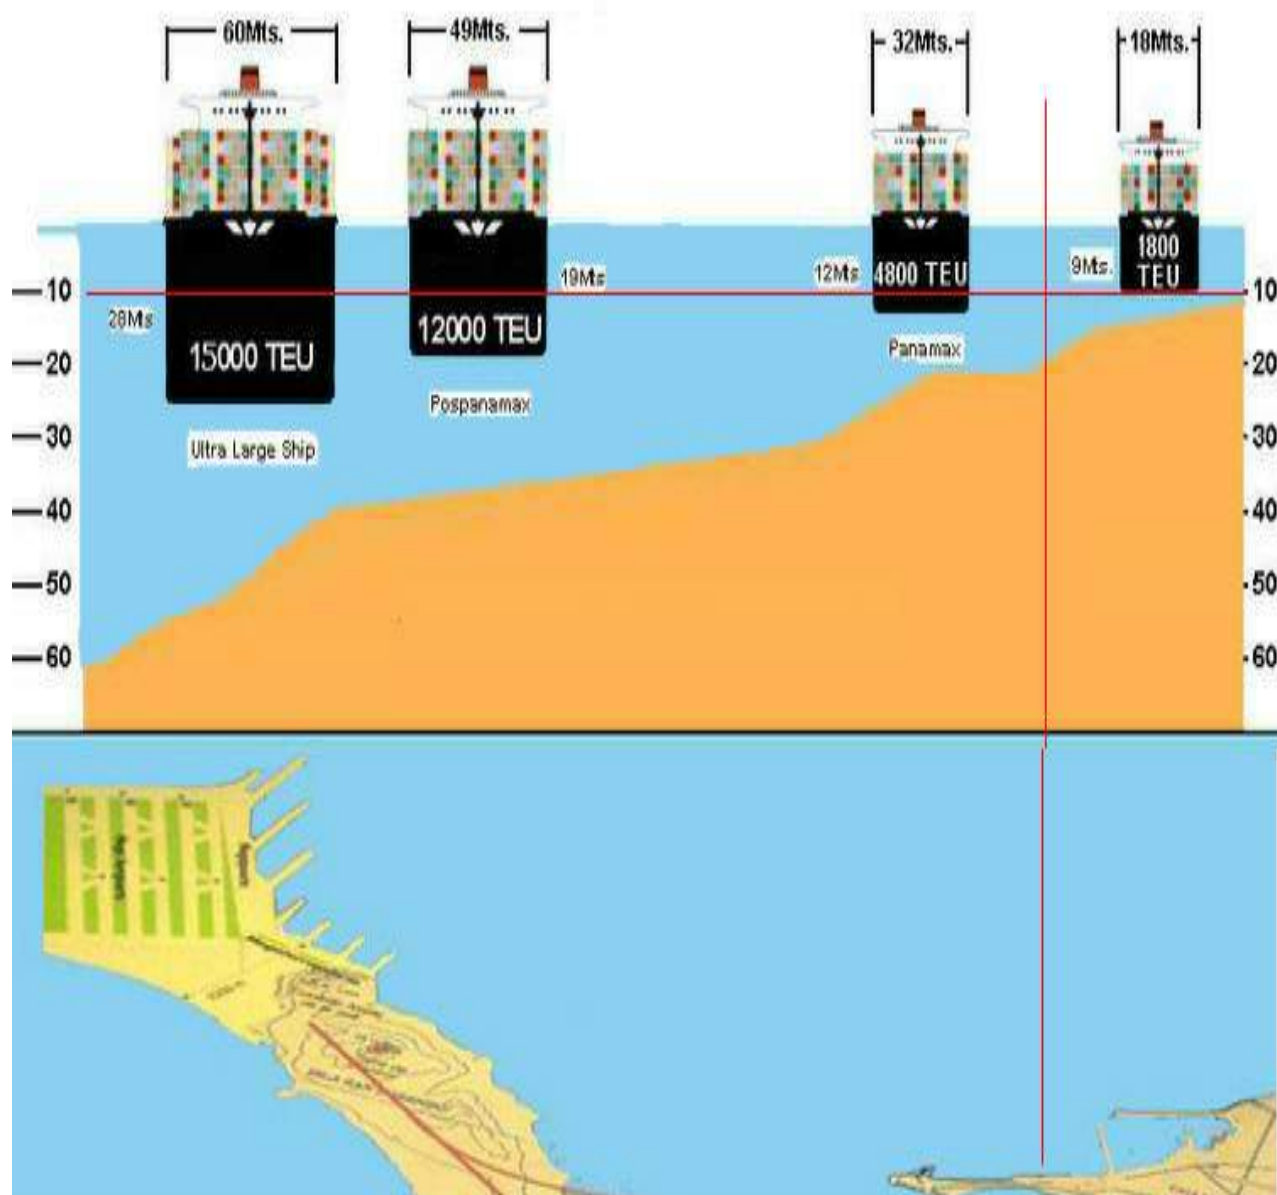 60Mts.
49Mts.
32Mts.
18Mts.
1800
TEU
9Mts.
12Mts
4800 TEU
19Mts
10
10
28Mts
12000 TEU
15000 TEU
Panamax
20
20
Pospanamax
30
30
Ultra Large Ship
40
40
50
50
60
60